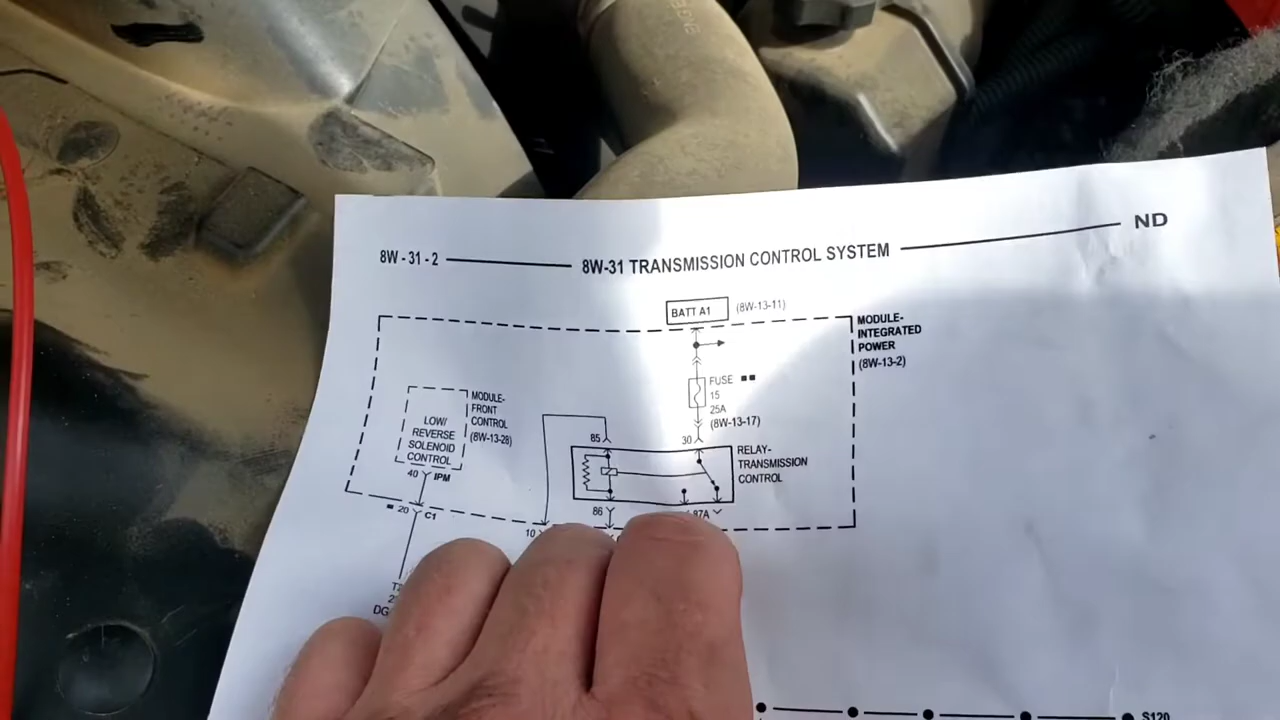 8W - 31 - 2
8W-31 TRANSMISSION CONTROL SYSTEM
ND
BATT A1
(8W-13-11)
MODULE-
INTEGRATED
POWER
(8W-13-2)
FUSE
15
25A
(8W-13-17)
MODULE-
FRONT
CONTROL
(8W-13-28)
LOW/
REVERSE
SOLENOID
CONTROL
85
30
RELAY-
TRANSMISSION
CONTROL
40
IPM
86
87A
20
C1
10
DG
S120